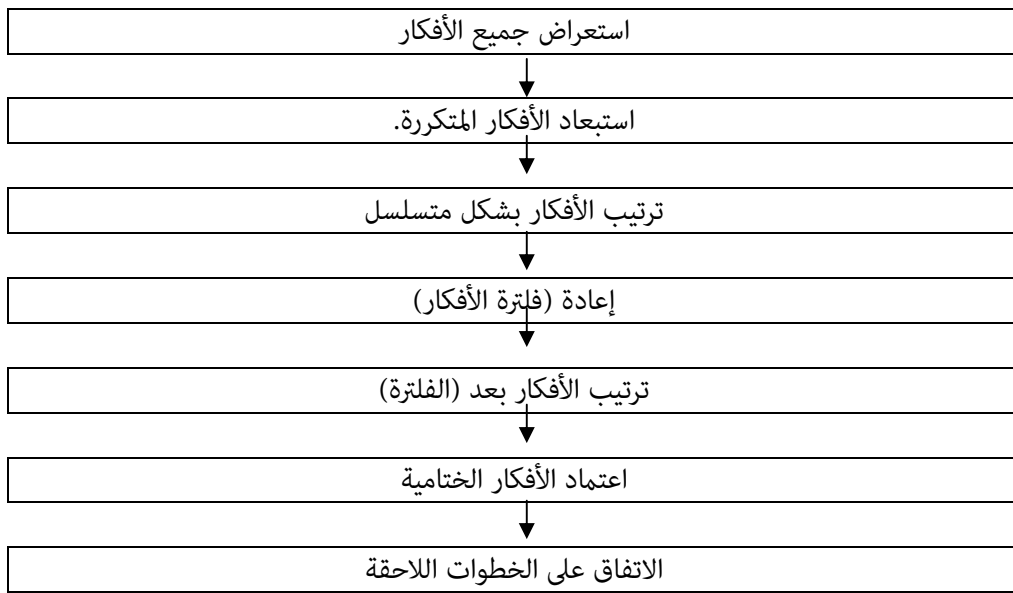 استعراض جميع الأفكار
استبعاد الأفكار المتكررة.
ترتيب الأفكار بشكل متسلسل
إعادة (فلترة الأفكار)
ترتيب الأفكار بعد (الفلترة)
اعتماد الأفكار الختامية
الاتفاق على الخطوات اللاحقة